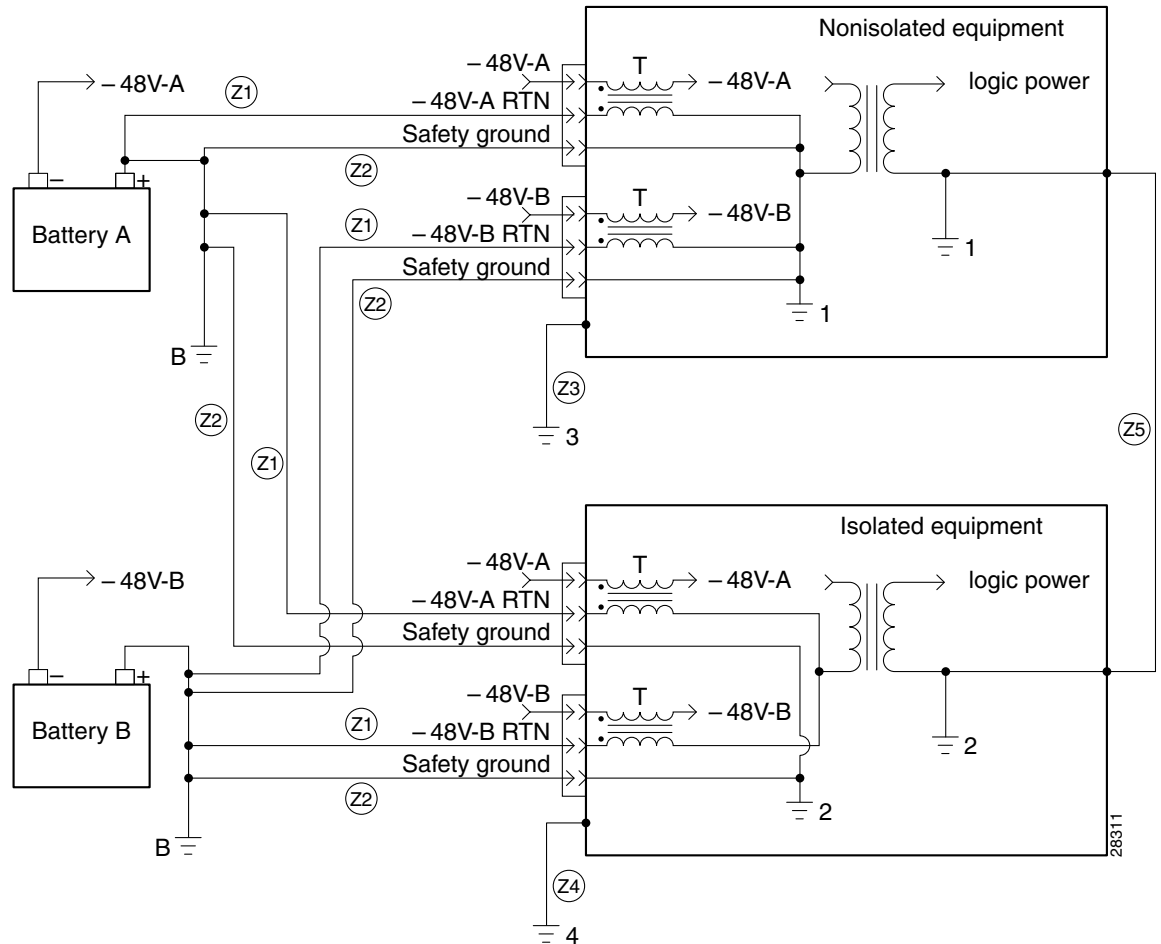 Nonisolated equipment
– 48V-A
T
– 48V-A
– 48V-A
logic power
Z1
– 48V-A RTN
Safety ground
Z2
– +
Battery A
– 48V-B
T
– 48V-B
Z1
– 48V-B RTN
Safety ground
Z2
1
1
B
Z3
3
Z2
Z1
Z5
Isolated equipment
– 48V-A
T
– 48V-A
– 48V-B
logic power
– 48V-A RTN
Safety ground
– +
Battery B
– 48V-B
T
– 48V-B
Z1
– 48V-B RTN
Safety ground
Z2
2
2
B
28311
Z4
4